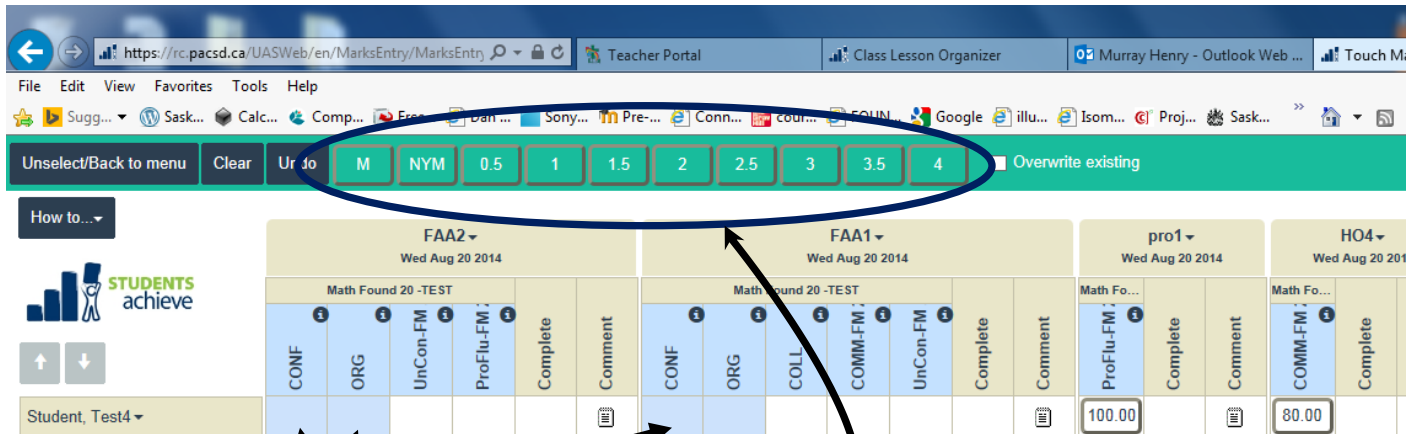 https://rc.pacsd.ca/UASWeb/en/MarksEntry/MarksEntry Teacher Portal Class Lesson Organizer Murray Henry - Outlook Web ... Touch Ma
File Edit View Favorites Tools Help
Sugg... Sask... Calc... Comp... Free... Dan ... Sony... Pre-... Conn... cour... FOUN... Google illu... Isom... Proj... Sask... »
Unselect/Back to menu Clear Undo M NYM 0.5 1 1.5 2 2.5 3 3.5 4 Overwrite existing
How to...
FAA2 FAA1 pro1 HO4
Wed Aug 20 2014 Wed Aug 20 2014 Wed Aug 20 2014 Wed Aug 20 201
STUDENTS
achieve
Math Found 20 -TEST Math Found 20 -TEST Math Fo... Math Fo...
CONF ORG UnCon-FM ProFlu-FM Complete Comment CONF ORG COLL COMM-FM UnCon-FM Complete Comment ProFlu-FM Complete Comment COMM-FM Complete
Student, Test4 100.00 80.00